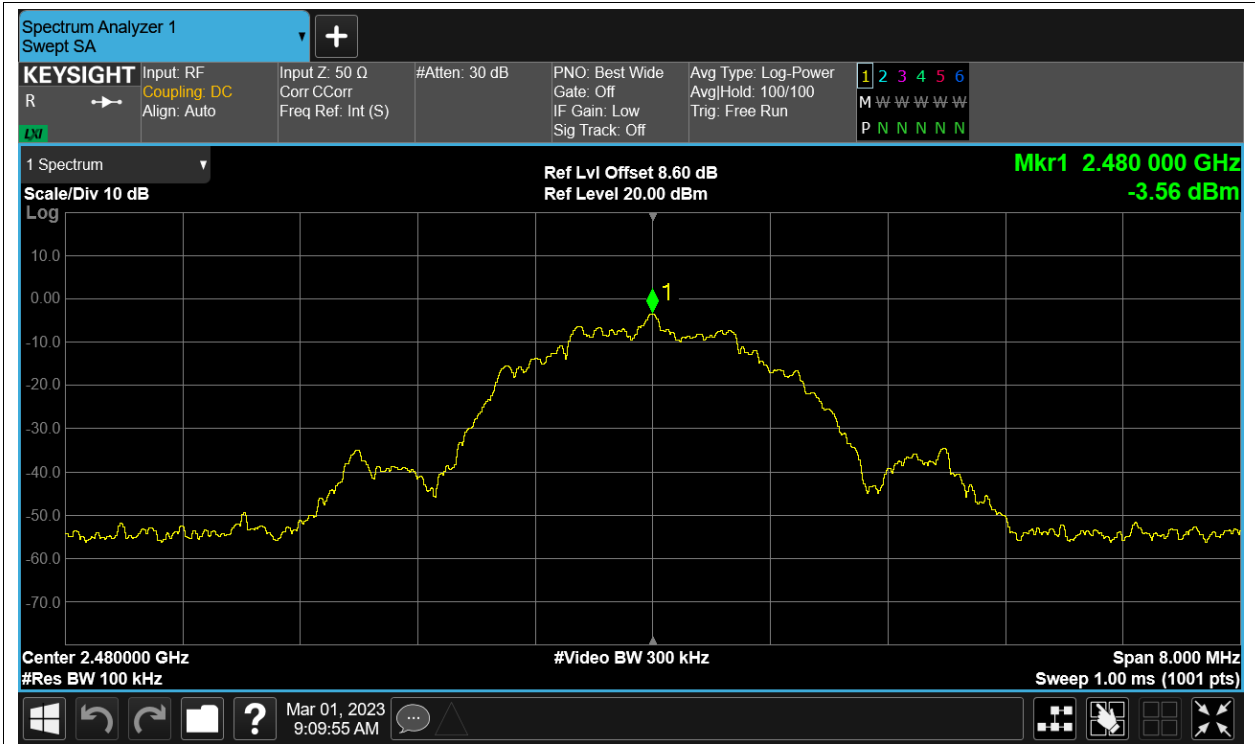 Spectrum Analyzer 1
Swept SA
KEYSIGHT
R
LXI
Input: RF
Coupling: DC
Align: Auto
Input Z: 50 Ω
Corr CCorr
Freq Ref: Int (S)
#Atten: 30 dB
PNO: Best Wide
Gate: Off
IF Gain: Low
Sig Track: Off
Avg Type: Log-Power
Avg|Hold: 100/100
Trig: Free Run
1 2 3 4 5 6
M W W W W W
P N N N N N
1 Spectrum
Scale/Div 10 dB
Ref Lvl Offset 8.60 dB
Ref Level 20.00 dBm
Mkr1 2.480 000 GHz
-3.56 dBm
Log
10.0
0.00
1
-10.0
-20.0
-30.0
-40.0
-50.0
-60.0
-70.0
Center 2.480000 GHz
#Video BW 300 kHz
Span 8.000 MHz
#Res BW 100 kHz
Sweep 1.00 ms (1001 pts)
?
Mar 01, 2023
9:09:55 AM